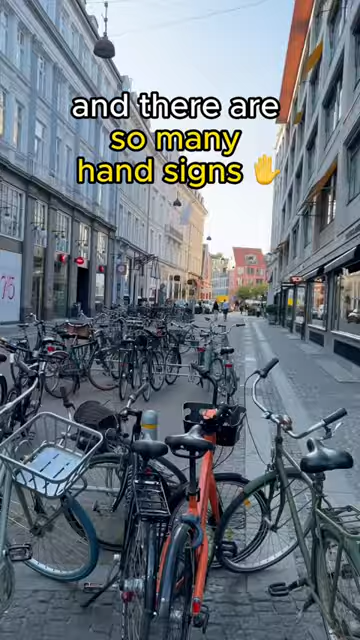 and there are
so many
hand signs ✋